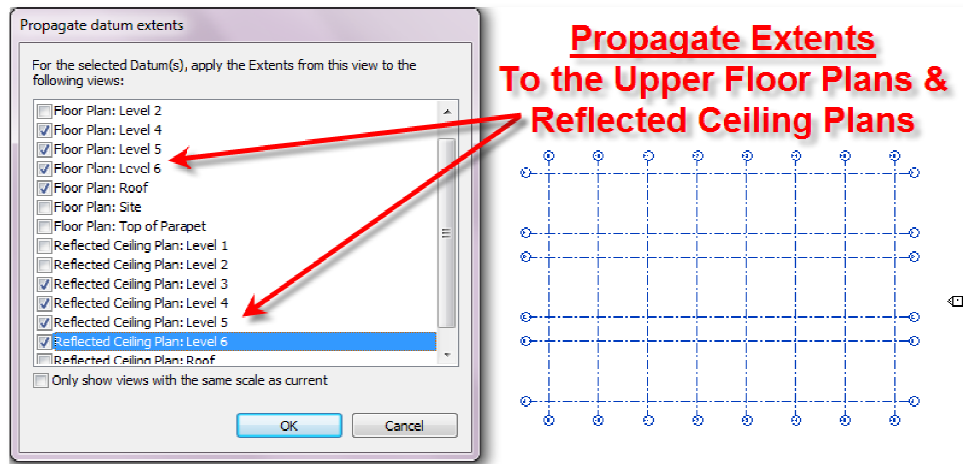 Propagate datum extents
For the selected Datum(s), apply the Extents from this view to the
following views:
Floor Plan: Level 2
Floor Plan: Level 4
Floor Plan: Level 5
Floor Plan: Level 6
Floor Plan: Roof
Floor Plan: Site
Floor Plan: Top of Parapet
Reflected Ceiling Plan: Level 1
Reflected Ceiling Plan: Level 2
Reflected Ceiling Plan: Level 3
Reflected Ceiling Plan: Level 4
Reflected Ceiling Plan: Level 5
Reflected Ceiling Plan: Level 6
Reflected Ceiling Plan: Roof
Only show views with the same scale as current
OK
Cancel
Propagate Extents
To the Upper Floor Plans &
Reflected Ceiling Plans